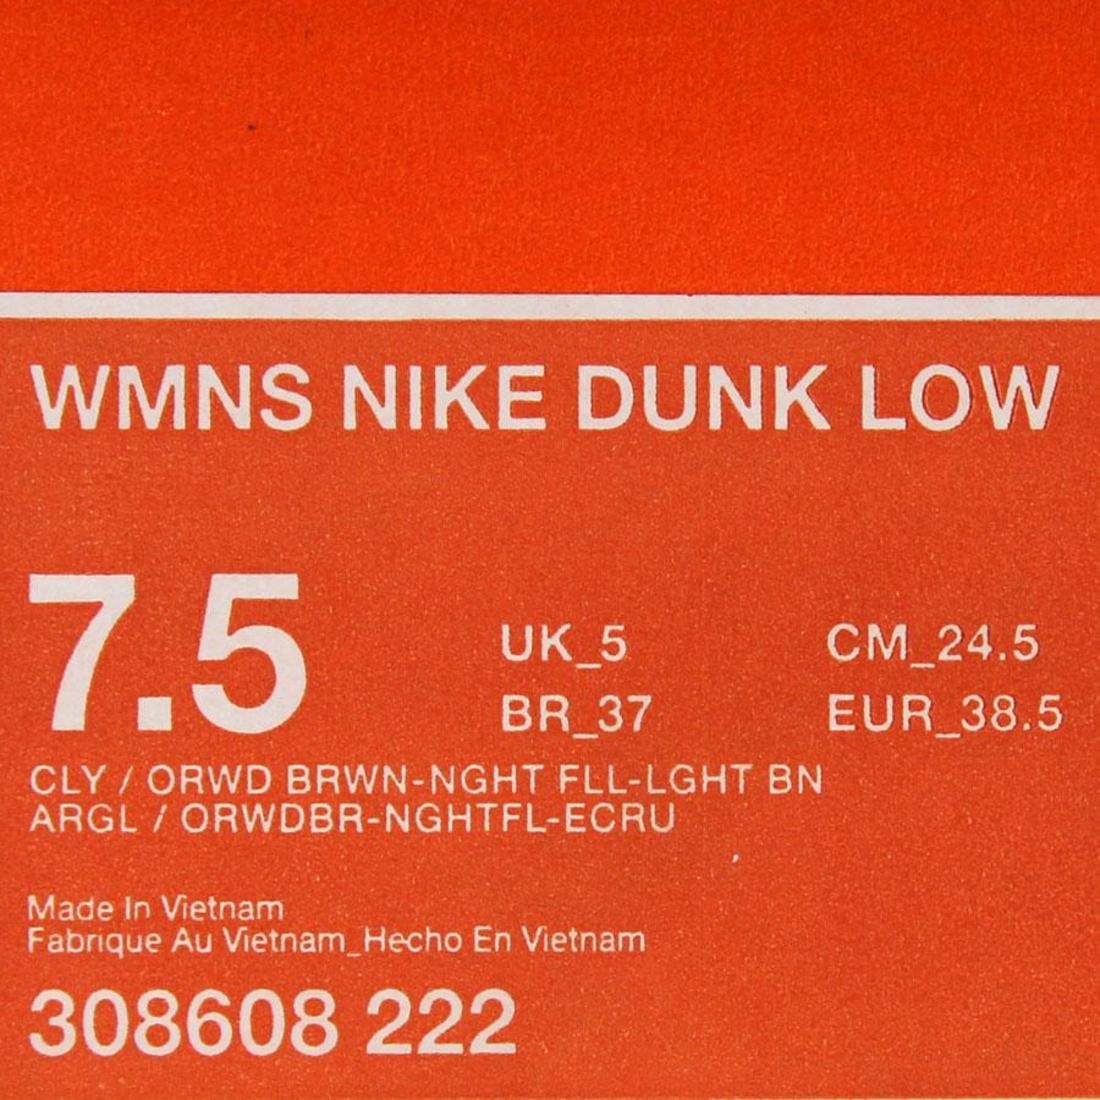 WMNS NIKE DUNK LOW
7.5
UK_5 CM_24.5
BR_37 EUR_38.5
CLY / ORWD BRWN-NGHT FLL-LGHT BN
ARGL / ORWDBR-NGHTFL-ECRU
Made In Vietnam
Fabrique Au Vietnam_Hecho En Vietnam
308608 222